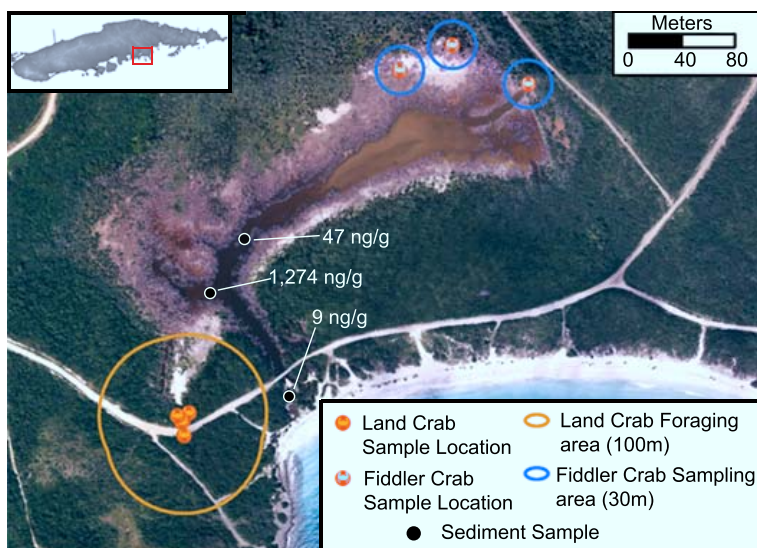 Meters
0 40 80
47 ng/g
1,274 ng/g
9 ng/g
Land Crab
Sample Location
Fiddler Crab
Sample Location
Land Crab Foraging
area (100m)
Fiddler Crab Sampling
area (30m)
Sediment Sample